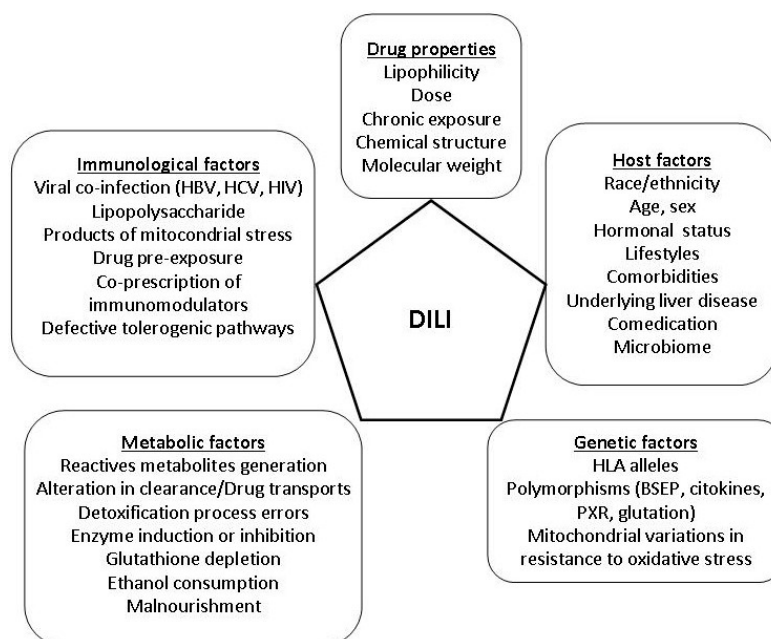 Drug properties
Lipophilicity
Dose
Chronic exposure
Chemical structure
Molecular weight
Immunological factors
Viral co-infection (HBV, HCV, HIV)
Lipopolysaccharide
Products of mitocondrial stress
Drug pre-exposure
Co-prescription of
immunomodulators
Defective tolerogenic pathways
Host factors
Race/ethnicity
Age, sex
Hormonal status
Lifestyles
Comorbidities
Underlying liver disease
Comedication
Microbiome
DILI
Metabolic factors
Reactives metabolites generation
Alteration in clearance/Drug transports
Detoxification process errors
Enzyme induction or inhibition
Glutathione depletion
Ethanol consumption
Malnourishment
Genetic factors
HLA alleles
Polymorphisms (BSEP, citokines,
PXR, glutation)
Mitochondrial variations in
resistance to oxidative stress